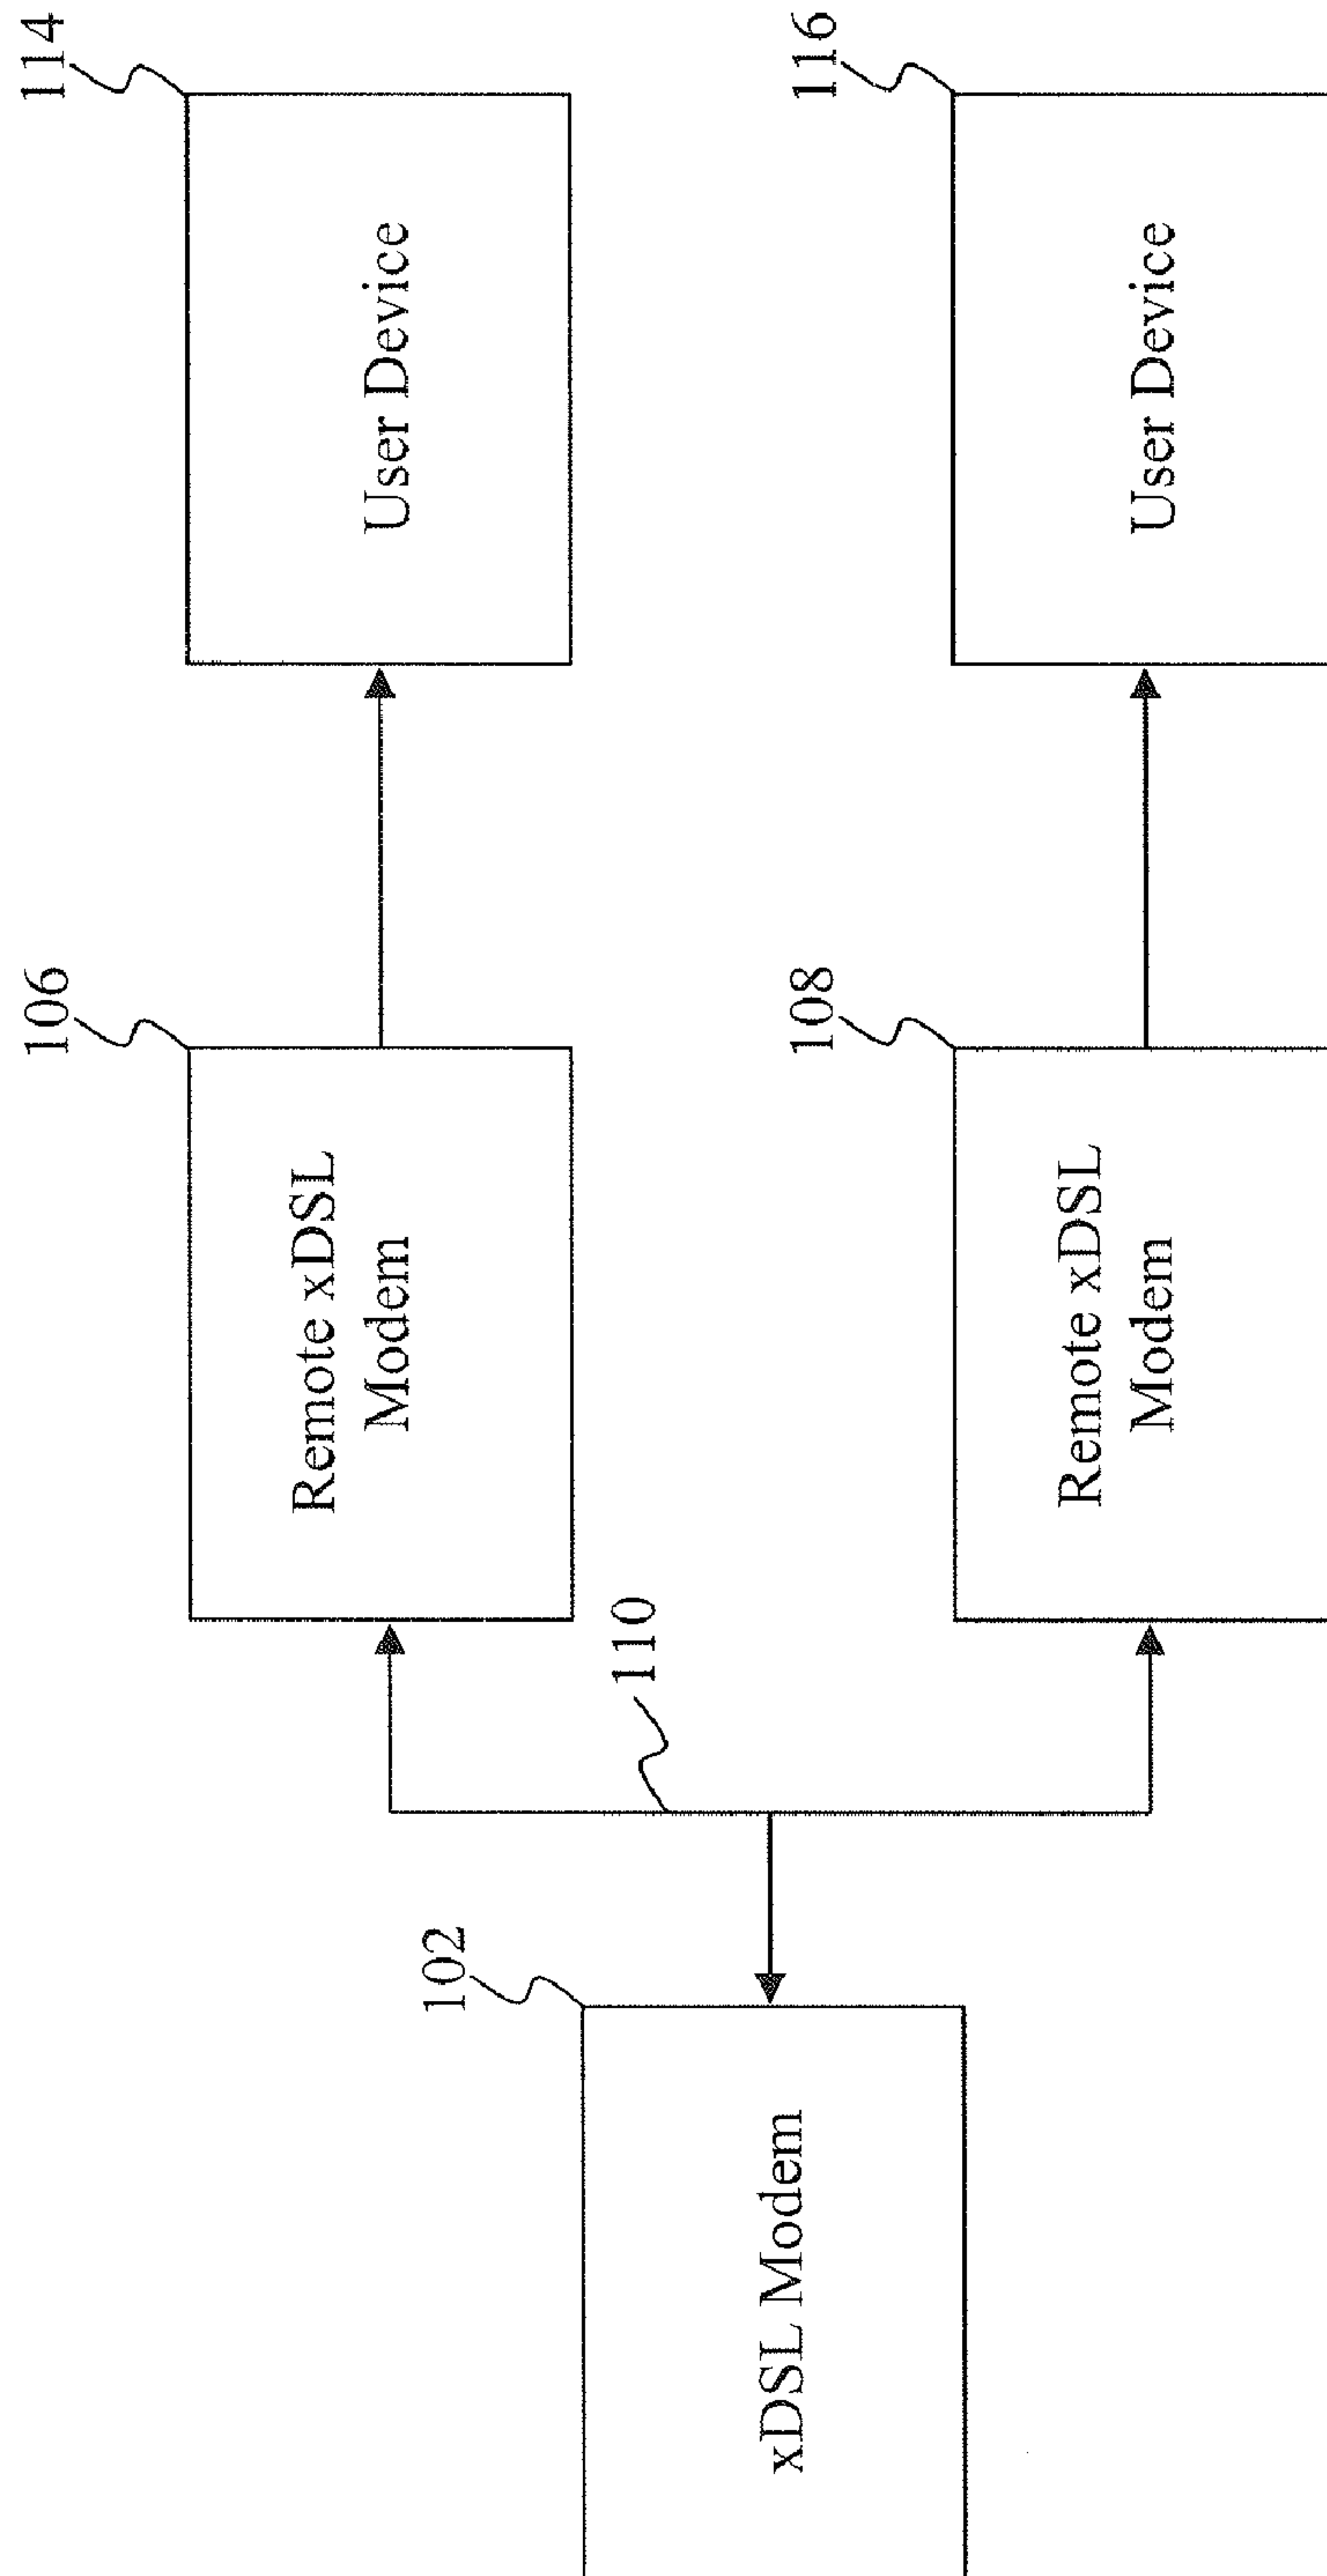 114
User Device
116
User Device
106
Remote xDSL
Modem
108
Remote xDSL
Modem
110
102
xDSL Modem